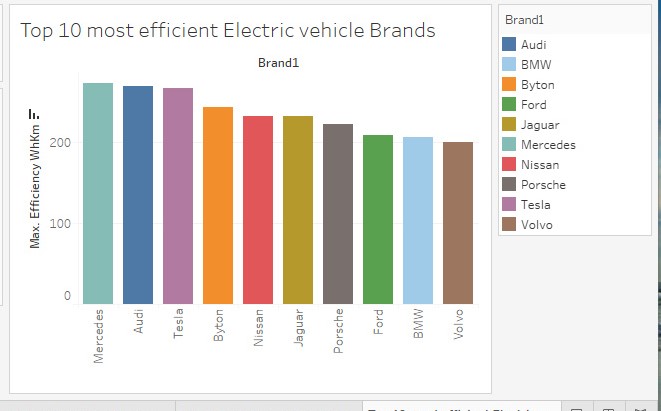 Top 10 most efficient Electric vehicle Brands
Brand1
Max. Efficiency WhKm
200
100
0
Mercedes
Audi
Tesla
Byton
Nissan
Jaguar
Porsche
Ford
BMW
Volvo
Brand1
Audi
BMW
Byton
Ford
Jaguar
Mercedes
Nissan
Porsche
Tesla
Volvo